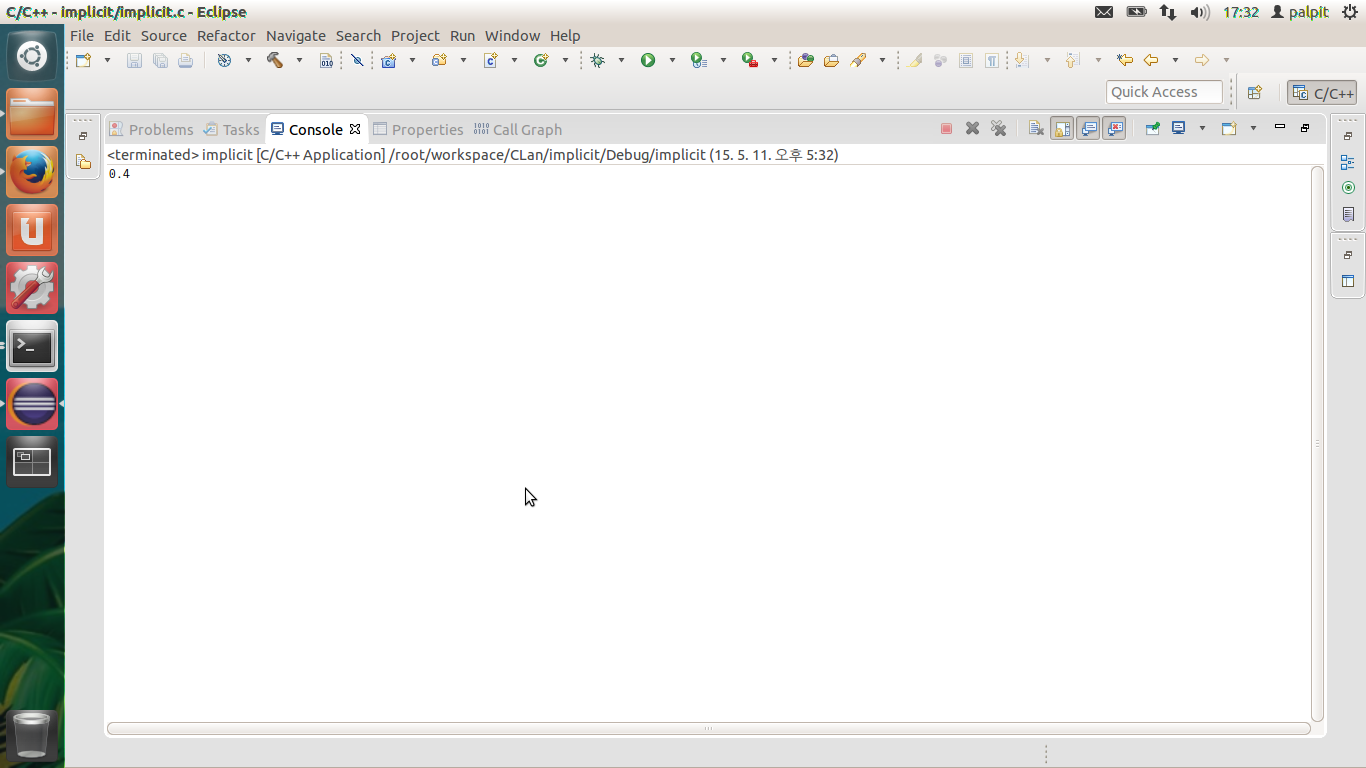 C/C++ - implicit/implicit.c - Eclipse
17:32 palpit
File Edit Source Refactor Navigate Search Project Run Window Help
010
Quick Access
C/C++
Problems Tasks Console Properties 1010 Call Graph
<terminated> implicit [C/C++ Application] /root/workspace/CLan/implicit/Debug/implicit (15. 5. 11. 오후 5:32)
0.4